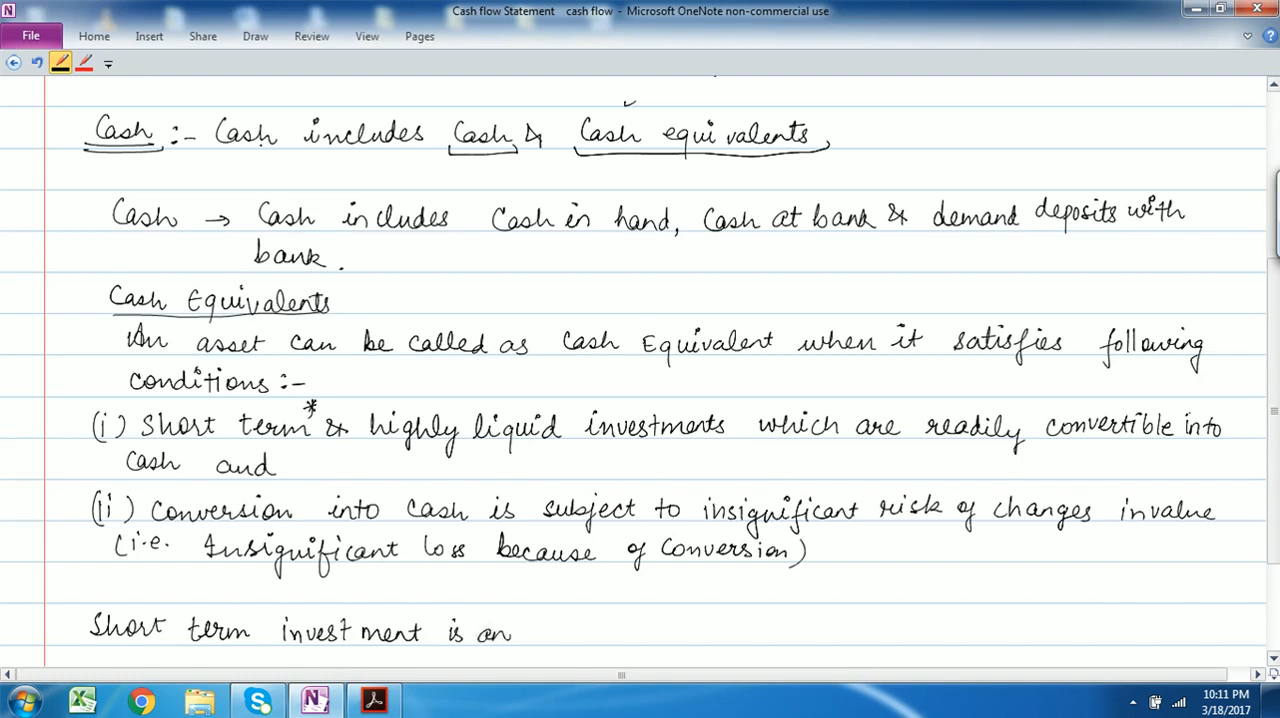 Cash flow Statement cash flow - Microsoft OneNote non-commercial use
File Home Insert Share Draw Review View Pages
Cash :- Cash includes Cash & Cash equivalents
Cash → Cash includes Cash in hand, Cash at bank & demand deposits with
bank.
Cash Equivalents
An asset can be called as Cash Equivalent when it satisfies following
conditions :-
(i) Short term* & highly liquid investments which are readily convertible into
Cash and
(ii) Conversion into cash is subject to insignificant risk of changes in value
(i.e. Insignificant loss because of Conversion)
Short term investment is an
10:11 PM
3/18/2017